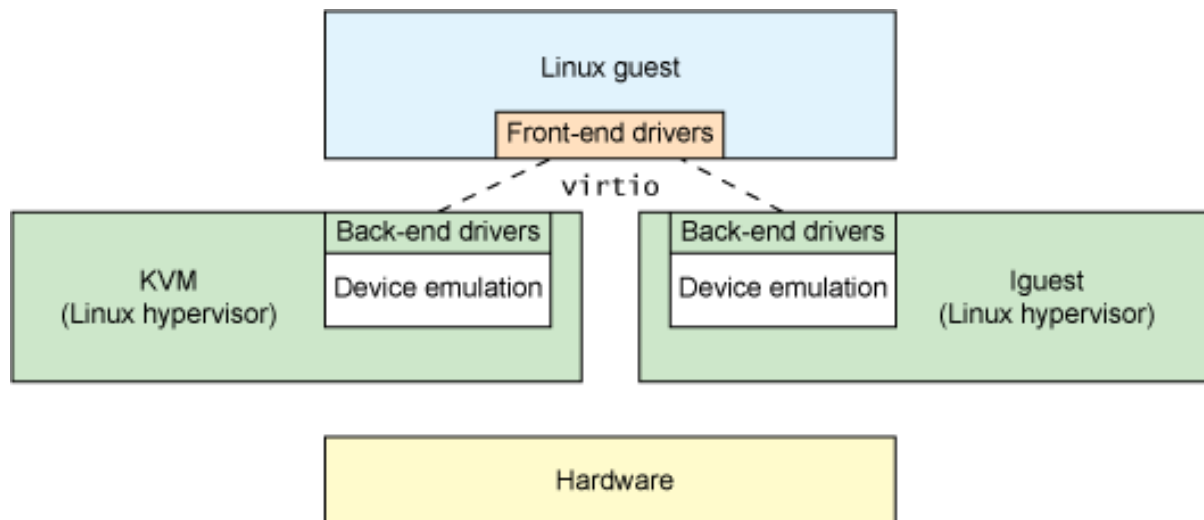 Linux guest
Front-end drivers
virtio
Back-end drivers
Device emulation
KVM
(Linux hypervisor)
Back-end drivers
Device emulation
lguest
(Linux hypervisor)
Hardware